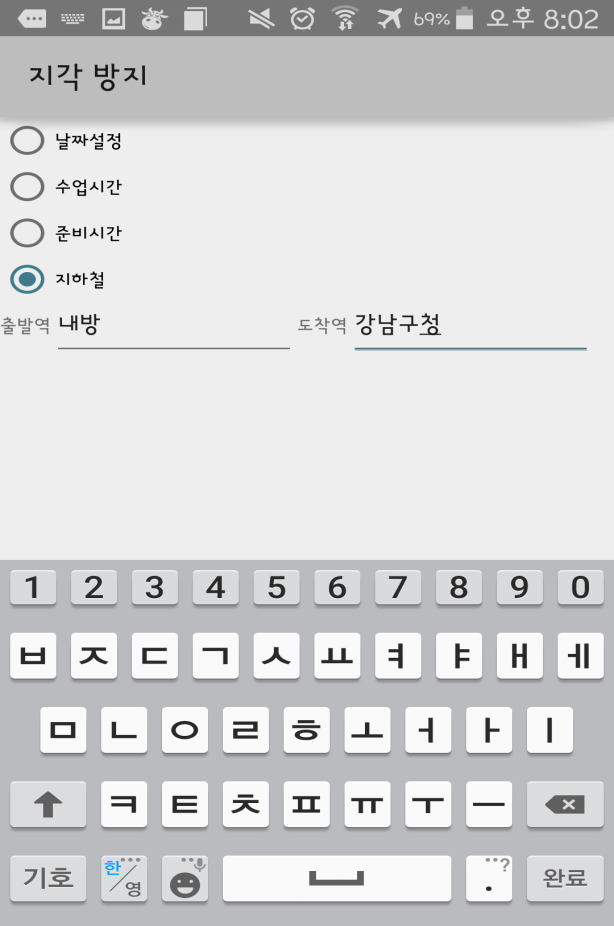 69% 오후 8:02
지각 방지
날짜설정
수업시간
준비시간
지하철
출발역 내방 도착역 강남구청
1 2 3 4 5 6 7 8 9 0
ㅂ ㅈ ㄷ ㄱ ㅅ ㅛ ㅕ ㅑ ㅐ ㅔ
ㅁ ㄴ ㅇ ㄹ ㅎ ㅗ ㅓ ㅏ ㅣ
ㅋ ㅌ ㅊ ㅍ ㅠ ㅜ ㅡ
기호 한/영 . ? 완료